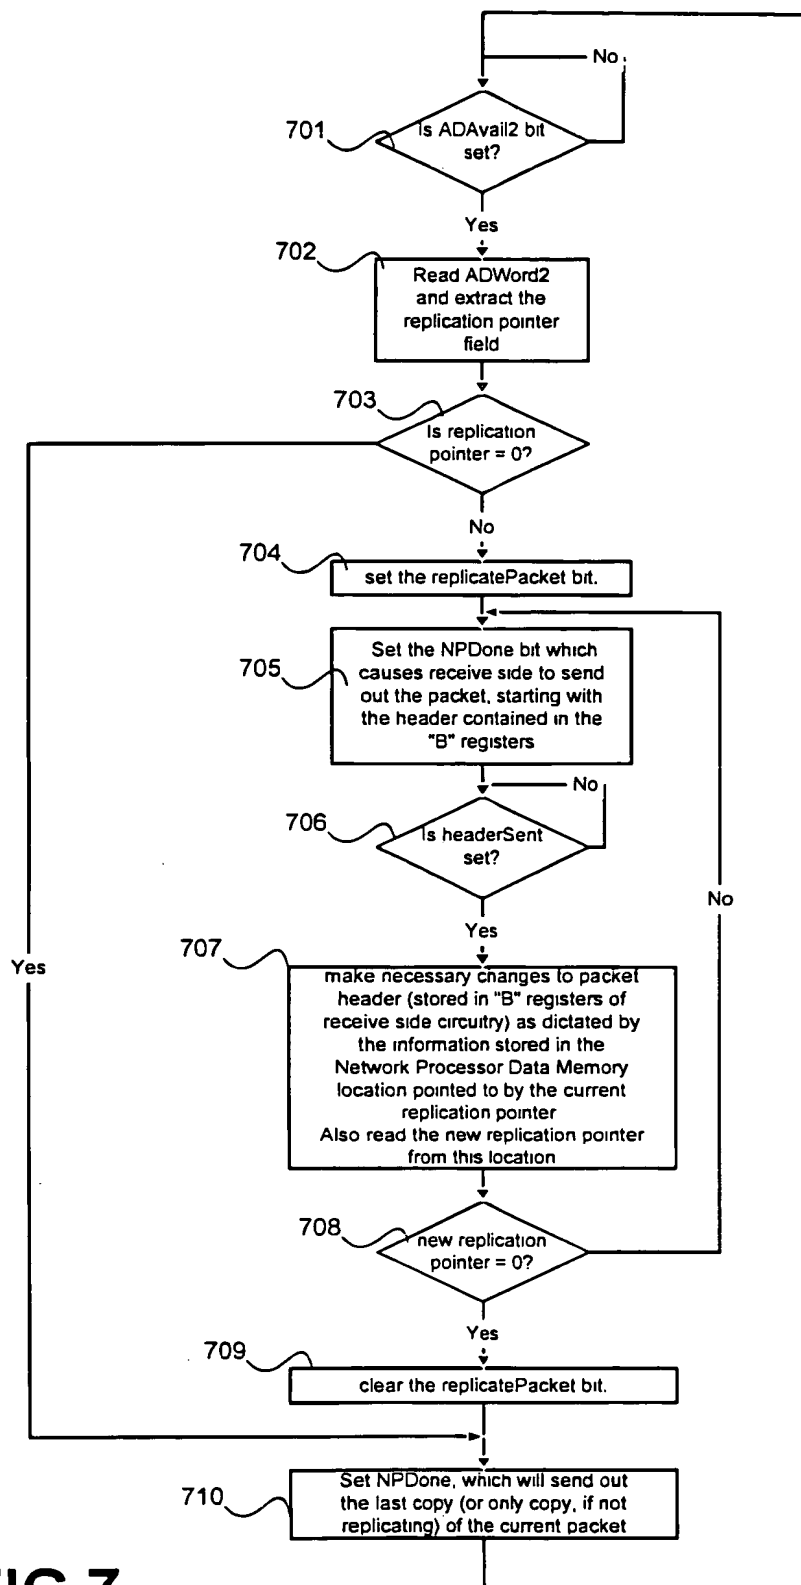 No
701
Is ADAvail2 bit
set?
Yes
702
Read ADWord2
and extract the
replication pointer
field
703
Is replication
pointer = 0?
No
704
set the replicatePacket bit.
705
Set the NPDone bit which
causes receive side to send
out the packet, starting with
the header contained in the
"B" registers
No
706
Is headerSent
set?
No
Yes
Yes
707
make necessary changes to packet
header (stored in "B" registers of
receive side circuitry) as dictated by
the information stored in the
Network Processor Data Memory
location pointed to by the current
replication pointer
Also read the new replication pointer
from this location
708
new replication
pointer = 0?
Yes
709
clear the replicatePacket bit.
710
Set NPDone, which will send out
the last copy (or only copy, if not
replicating) of the current packet
FIG 7